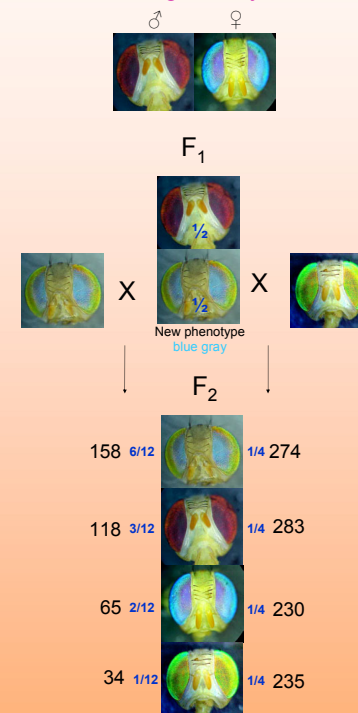 ♂ ♀
F₁
½
X ½ X
New phenotype
blue gray
F₂
158 6/12 1/4 274
118 3/12 1/4 283
65 2/12 1/4 230
34 1/12 1/4 235